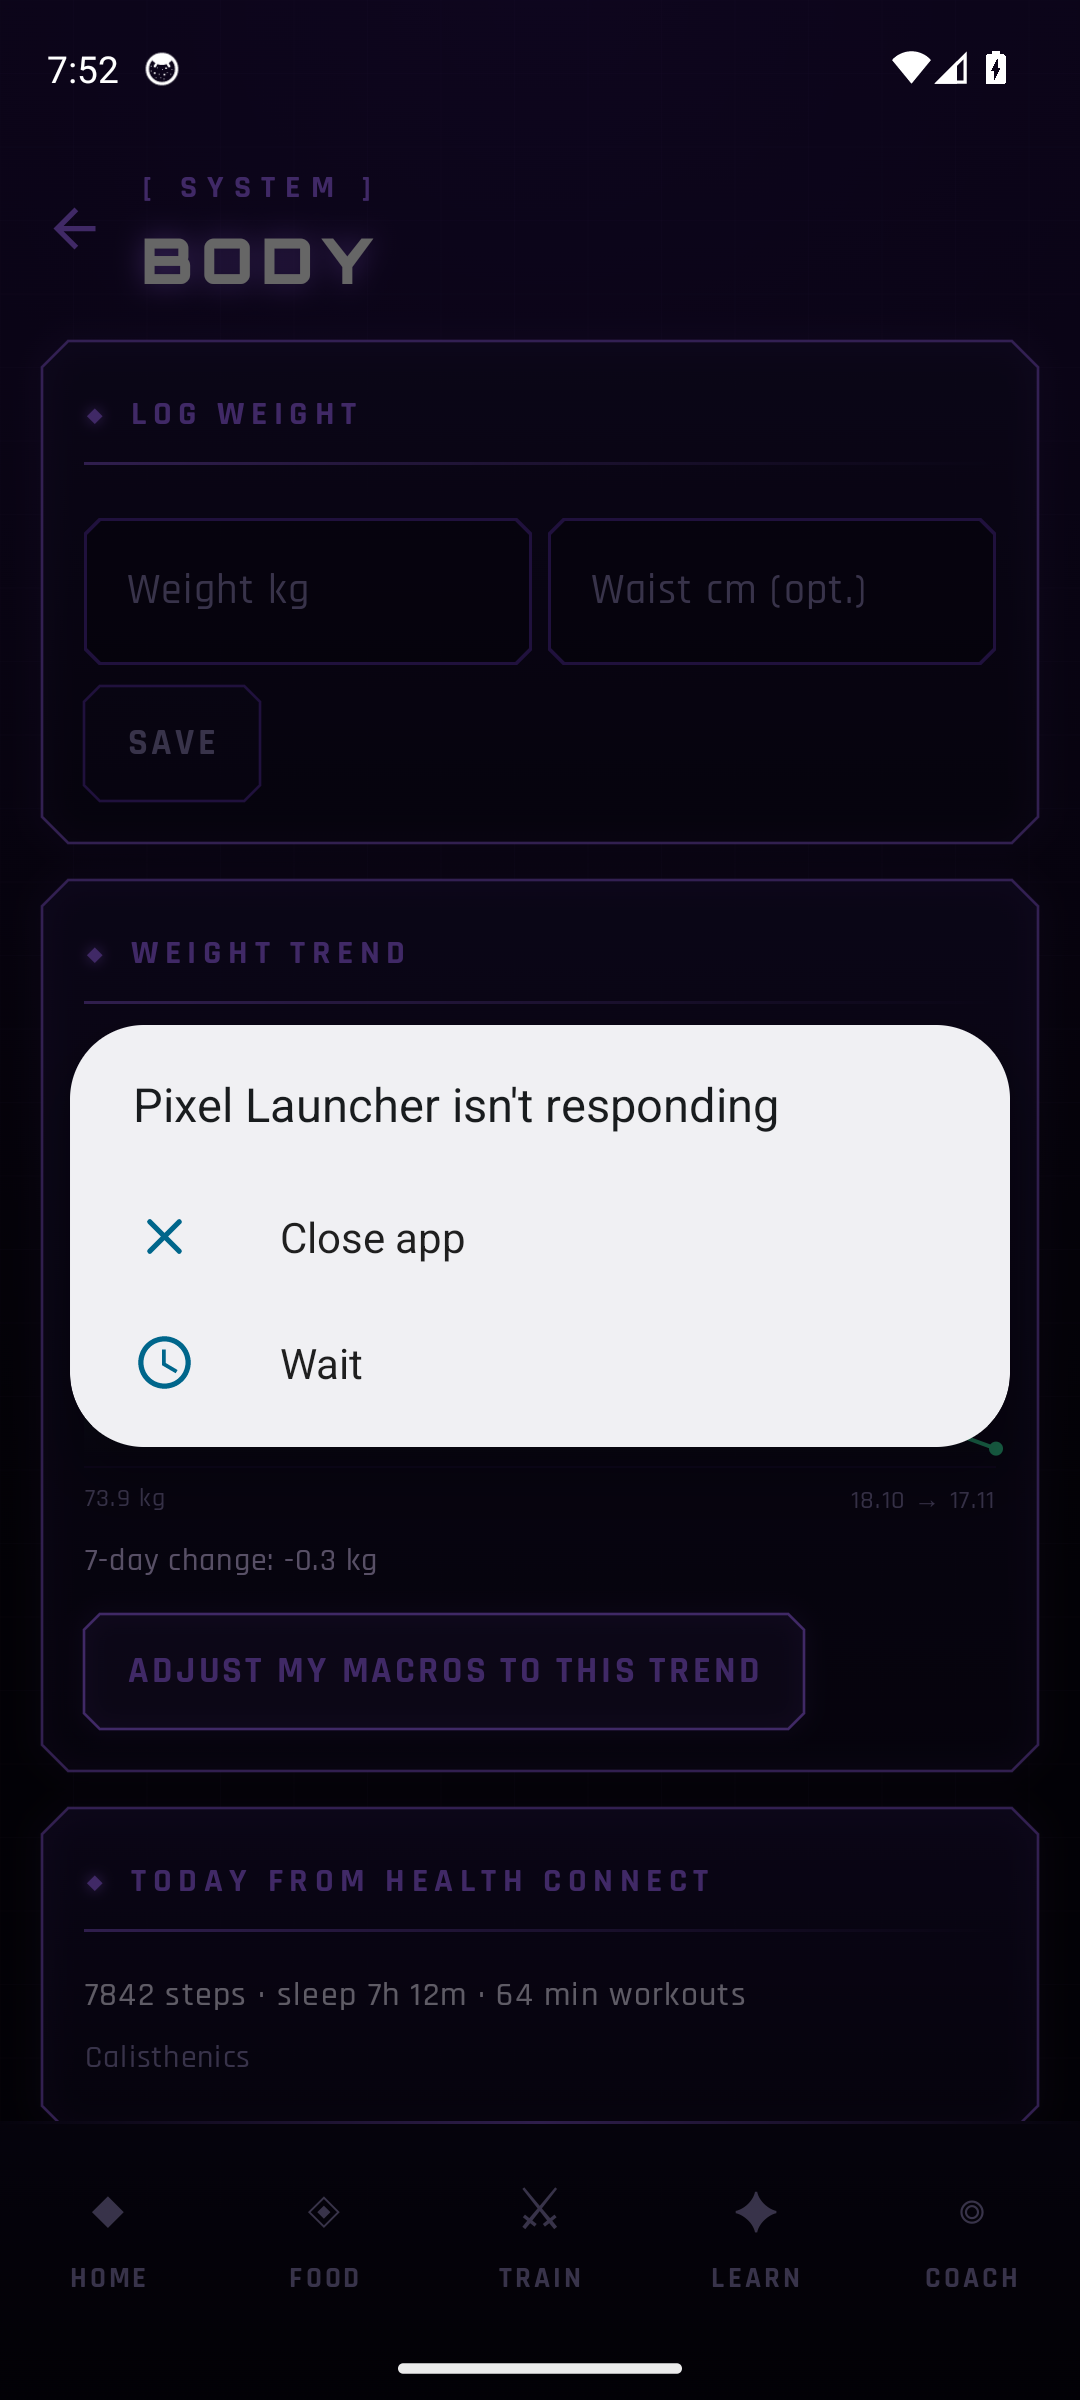 7:52
[ SYSTEM ]
BODY
LOG WEIGHT
Weight kg
Waist cm (opt.)
SAVE
WEIGHT TREND
Pixel Launcher isn't responding
Close app
Wait
73.9 kg
18.10 → 17.11
7-day change: -0.3 kg
ADJUST MY MACROS TO THIS TREND
TODAY FROM HEALTH CONNECT
7842 steps · sleep 7h 12m · 64 min workouts
Calisthenics
HOME
FOOD
TRAIN
LEARN
COACH